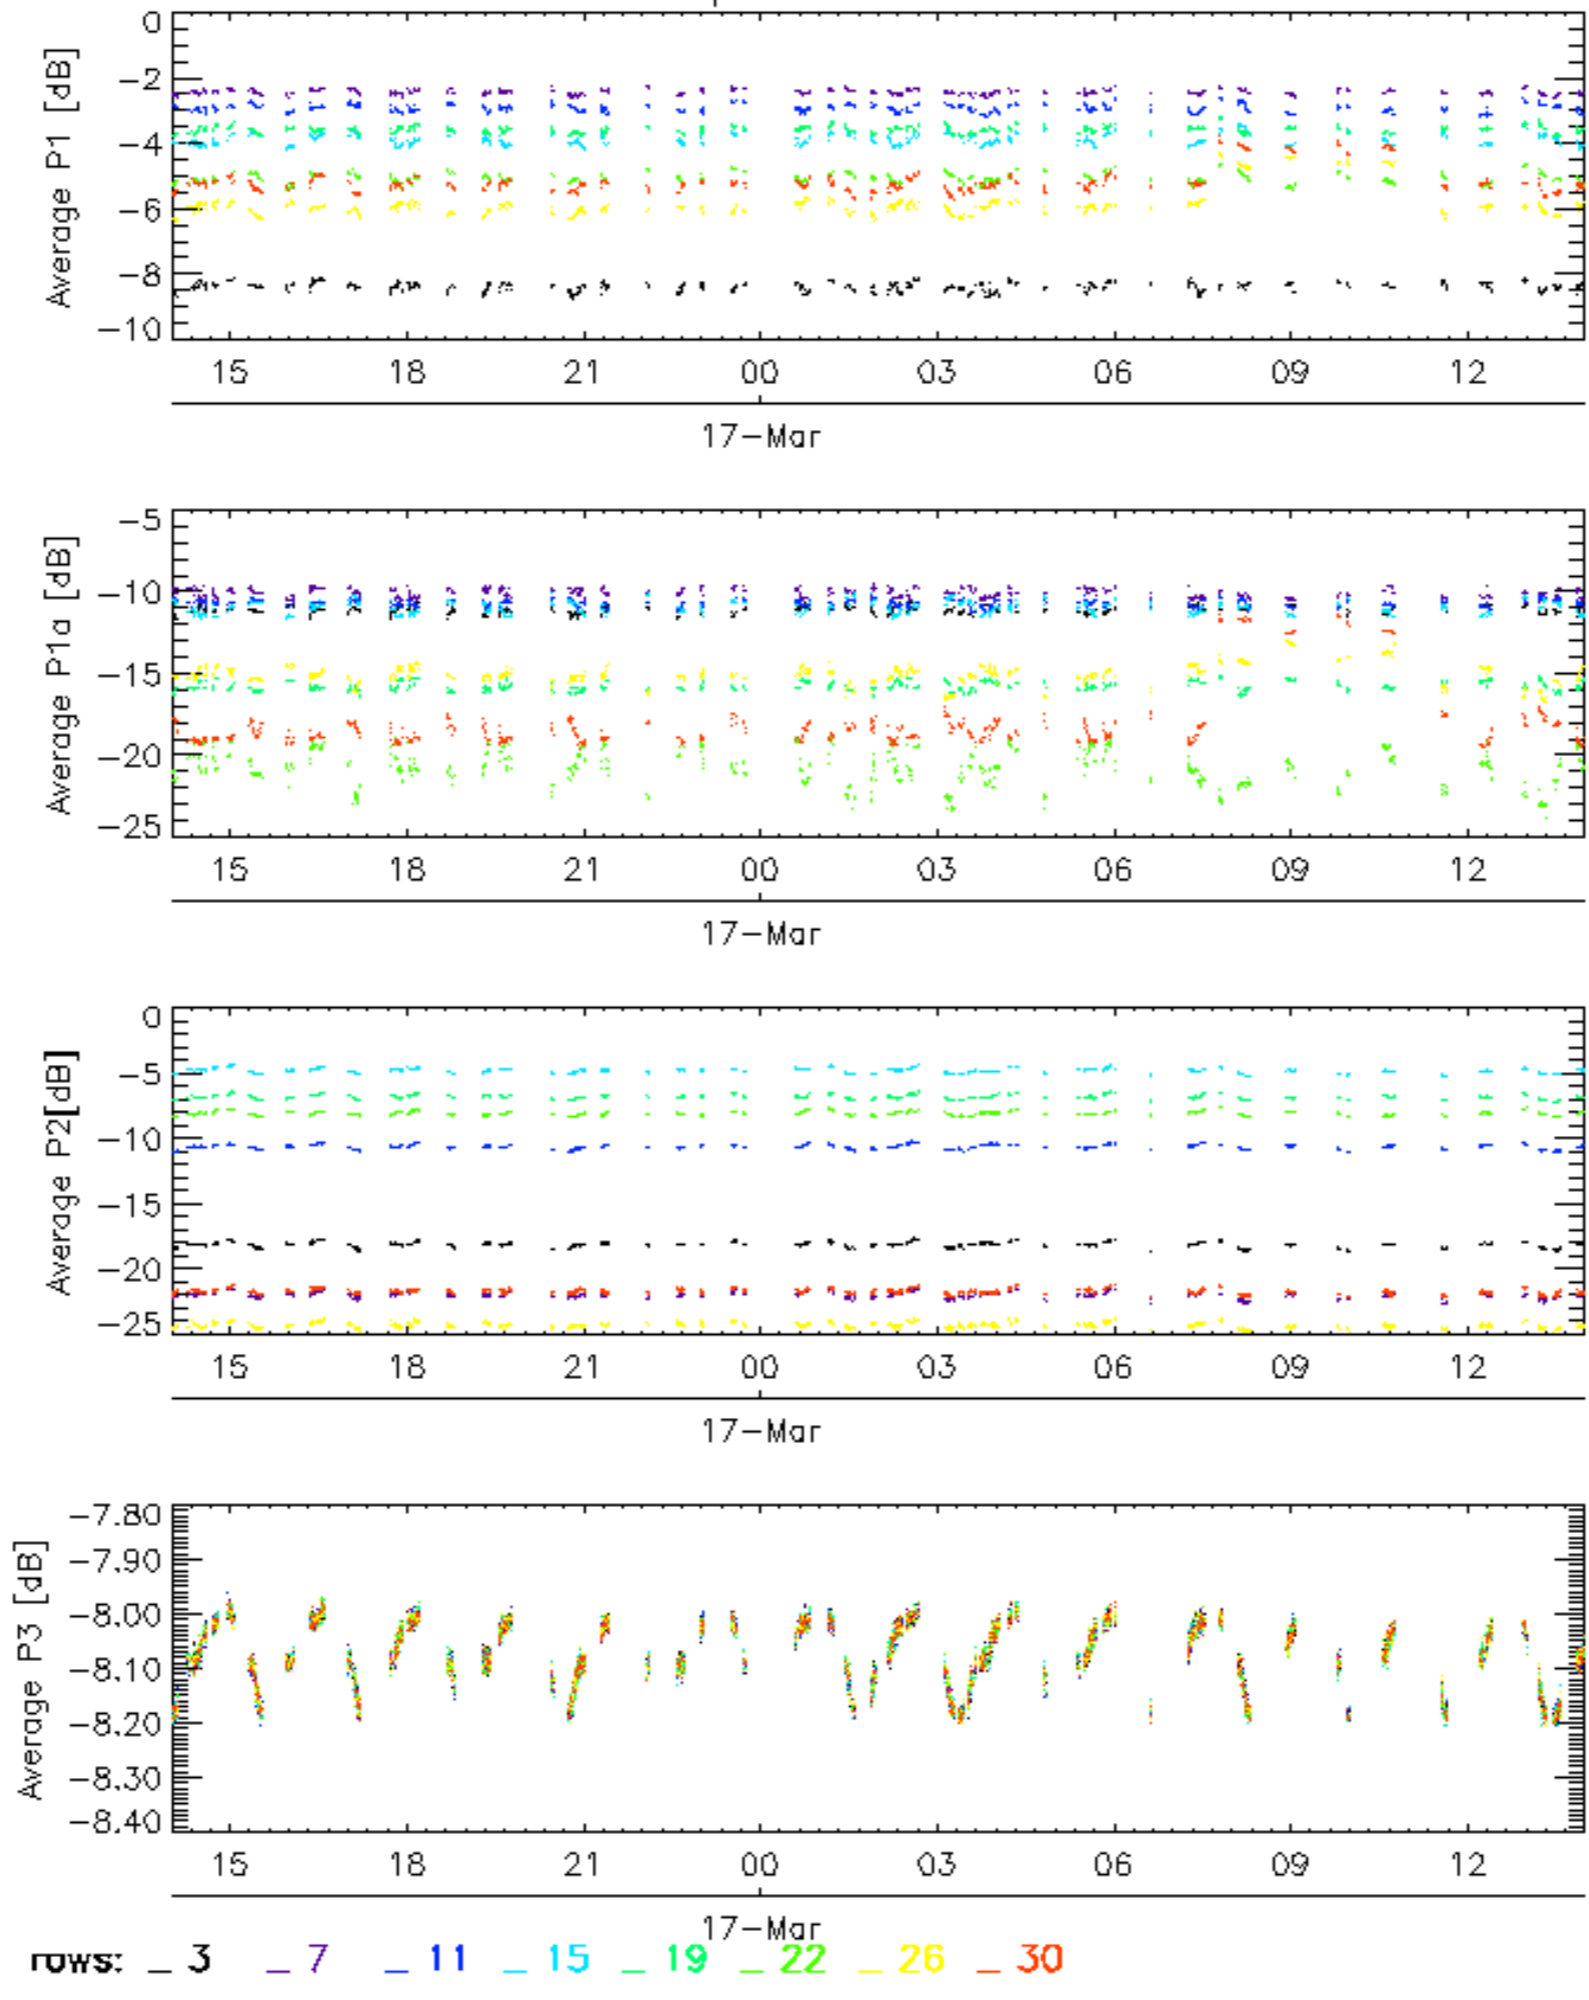 Average P1 [dB]
0
−2
−4
−6
−8
−10
15 18 21 00 03 06 09 12
17−Mar
Average P1a [dB]
−5
−10
−15
−20
−25
15 18 21 00 03 06 09 12
17−Mar
Average P2[dB]
0
−5
−10
−15
−20
−25
15 18 21 00 03 06 09 12
17−Mar
Average P3 [dB]
−7.80
−7.90
−8.00
−8.10
−8.20
−8.30
−8.40
15 18 21 00 03 06 09 12
17−Mar
rows: _ 3 _ 7 _ 11 _ 15 _ 19 _ 22 _ 26 _ 30